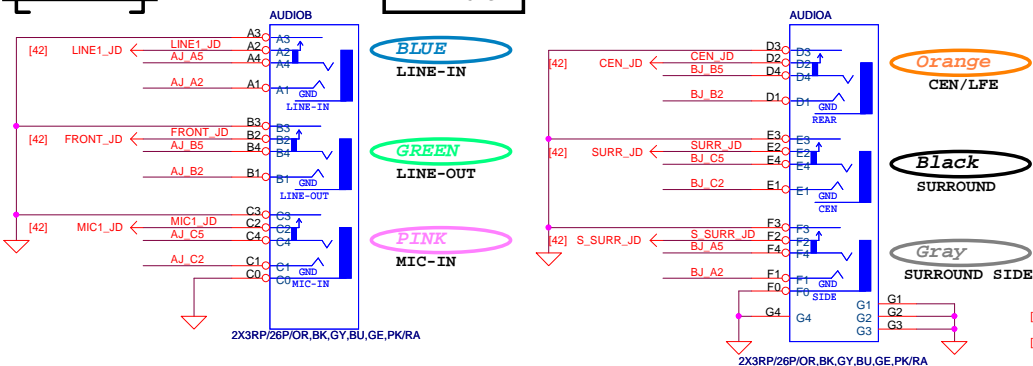 AUDIOB
A3 A3
[42] LINE1_JD LINE1_JD A2 A2
AJ_A5 A4 A4
AJ_A2 A1 A1
GND
LINE-IN
BLUE
LINE-IN
B3 B3
[42] FRONT_JD FRONT_JD B2 B2
AJ_B5 B4 B4
AJ_B2 B1 B1
GND
LINE-OUT
GREEN
LINE-OUT
C3 C3
[42] MIC1_JD MIC1_JD C2 C2
AJ_C5 C4 C4
AJ_C2 C1 C1
GND
C0 C0
MIC-IN
PINK
MIC-IN
2X3RP/26P/OR,BK,GY,BU,GE,PK/RA
AUDIOA
D3 D3
[42] CEN_JD CEN_JD D2 D2
BJ_B5 D4 D4
BJ_B2 D1 D1
GND
REAR
Orange
CEN/LFE
E3 E3
[42] SURR_JD SURR_JD E2 E2
BJ_C5 E4 E4
BJ_C2 E1 E1
GND
CEN
Black
SURROUND
F3 F3
[42] S_SURR_JD S_SURR_JD F2 F2
BJ_A5 F4 F4
BJ_A2 F1 F1
GND
F0 F0
SIDE
Gray
SURROUND SIDE
G4 G4
G1 G1
G2 G2
G3 G3
2X3RP/26P/OR,BK,GY,BU,GE,PK/RA
[
[